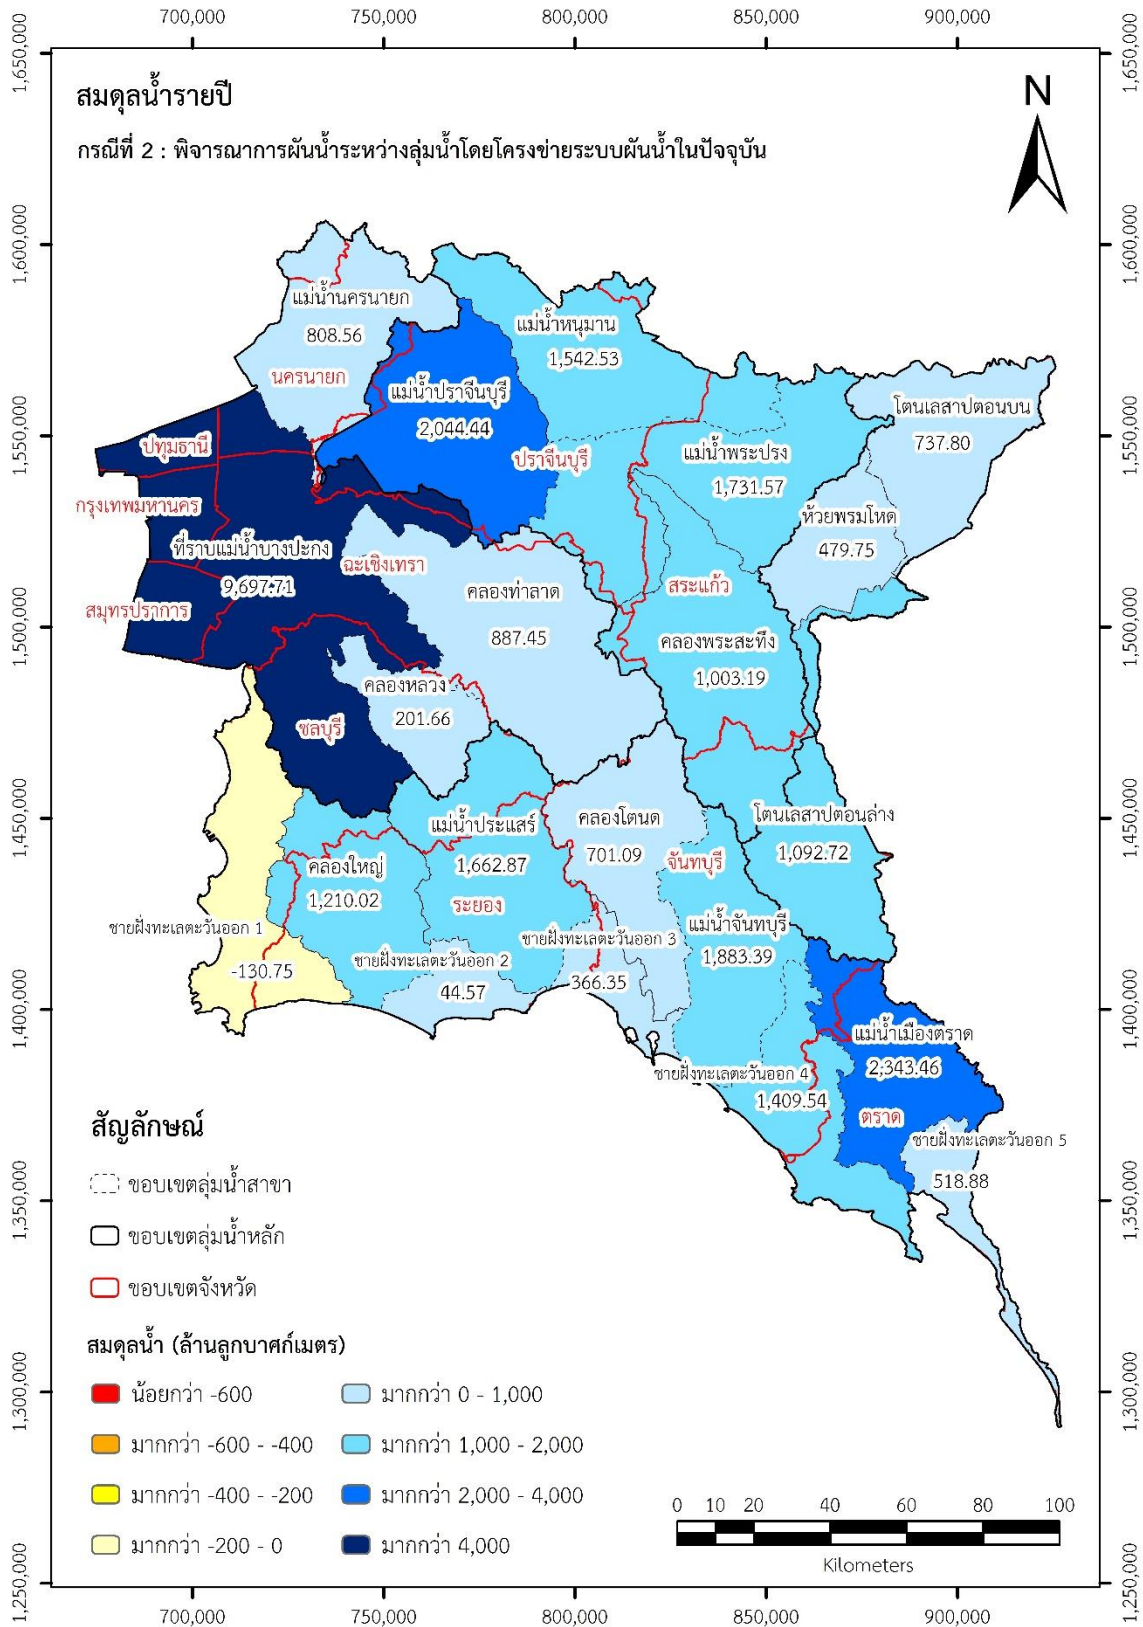 700,000 750,000 800,000 850,000 900,000
1,650,000 1,650,000
สมดุลน้ำรายปี
N
กรณีที่ 2 : พิจารณาการผันน้ำระหว่างลุ่มน้ำโดยโครงข่ายระบบผันน้ำในปัจจุบัน
1,600,000 1,600,000
แม่น้ำนครนายก
808.56
นครนายก
แม่น้ำหนุมาน
1,542.53
แม่น้ำปราจีนบุรี
2,044.44
ปราจีนบุรี
โตนเลสาปตอนบน
737.80
1,550,000 1,550,000
ปทุมธานี
แม่น้ำพระปรง
1,731.57
กรุงเทพมหานคร
ห้วยพรมโหด
479.75
ที่ราบแม่น้ำบางปะกง
9,697.71
ฉะเชิงเทรา
คลองท่าลาด
887.45
สระแก้ว
สมุทรปราการ
1,500,000 1,500,000
คลองพระสะทึง
1,003.19
คลองหลวง
201.66
ชลบุรี
1,450,000 1,450,000
แม่น้ำประแสร์
1,662.87
คลองโตนด
701.09
โตนเลสาปตอนล่าง
1,092.72
คลองใหญ่
1,210.02
จันทบุรี
ระยอง
ชายฝั่งทะเลตะวันออก 1
-130.75
แม่น้ำจันทบุรี
1,883.39
ชายฝั่งทะเลตะวันออก 3
366.35
ชายฝั่งทะเลตะวันออก 2
44.57
1,400,000 1,400,000
แม่น้ำเมืองตราด
2,343.46
ชายฝั่งทะเลตะวันออก 4
1,409.54
ตราด
ชายฝั่งทะเลตะวันออก 5
518.88
สัญลักษณ์
ขอบเขตลุ่มน้ำสาขา
1,350,000 1,350,000
ขอบเขตลุ่มน้ำหลัก
ขอบเขตจังหวัด
สมดุลน้ำ (ล้านลูกบาศก์เมตร)
1,300,000 1,300,000
น้อยกว่า -600 มากกว่า 0 - 1,000
มากกว่า -600 - -400 มากกว่า 1,000 - 2,000
มากกว่า -400 - -200 มากกว่า 2,000 - 4,000
มากกว่า -200 - 0 มากกว่า 4,000
0 10 20 40 60 80 100
Kilometers
1,250,000 1,250,000
700,000 750,000 800,000 850,000 900,000